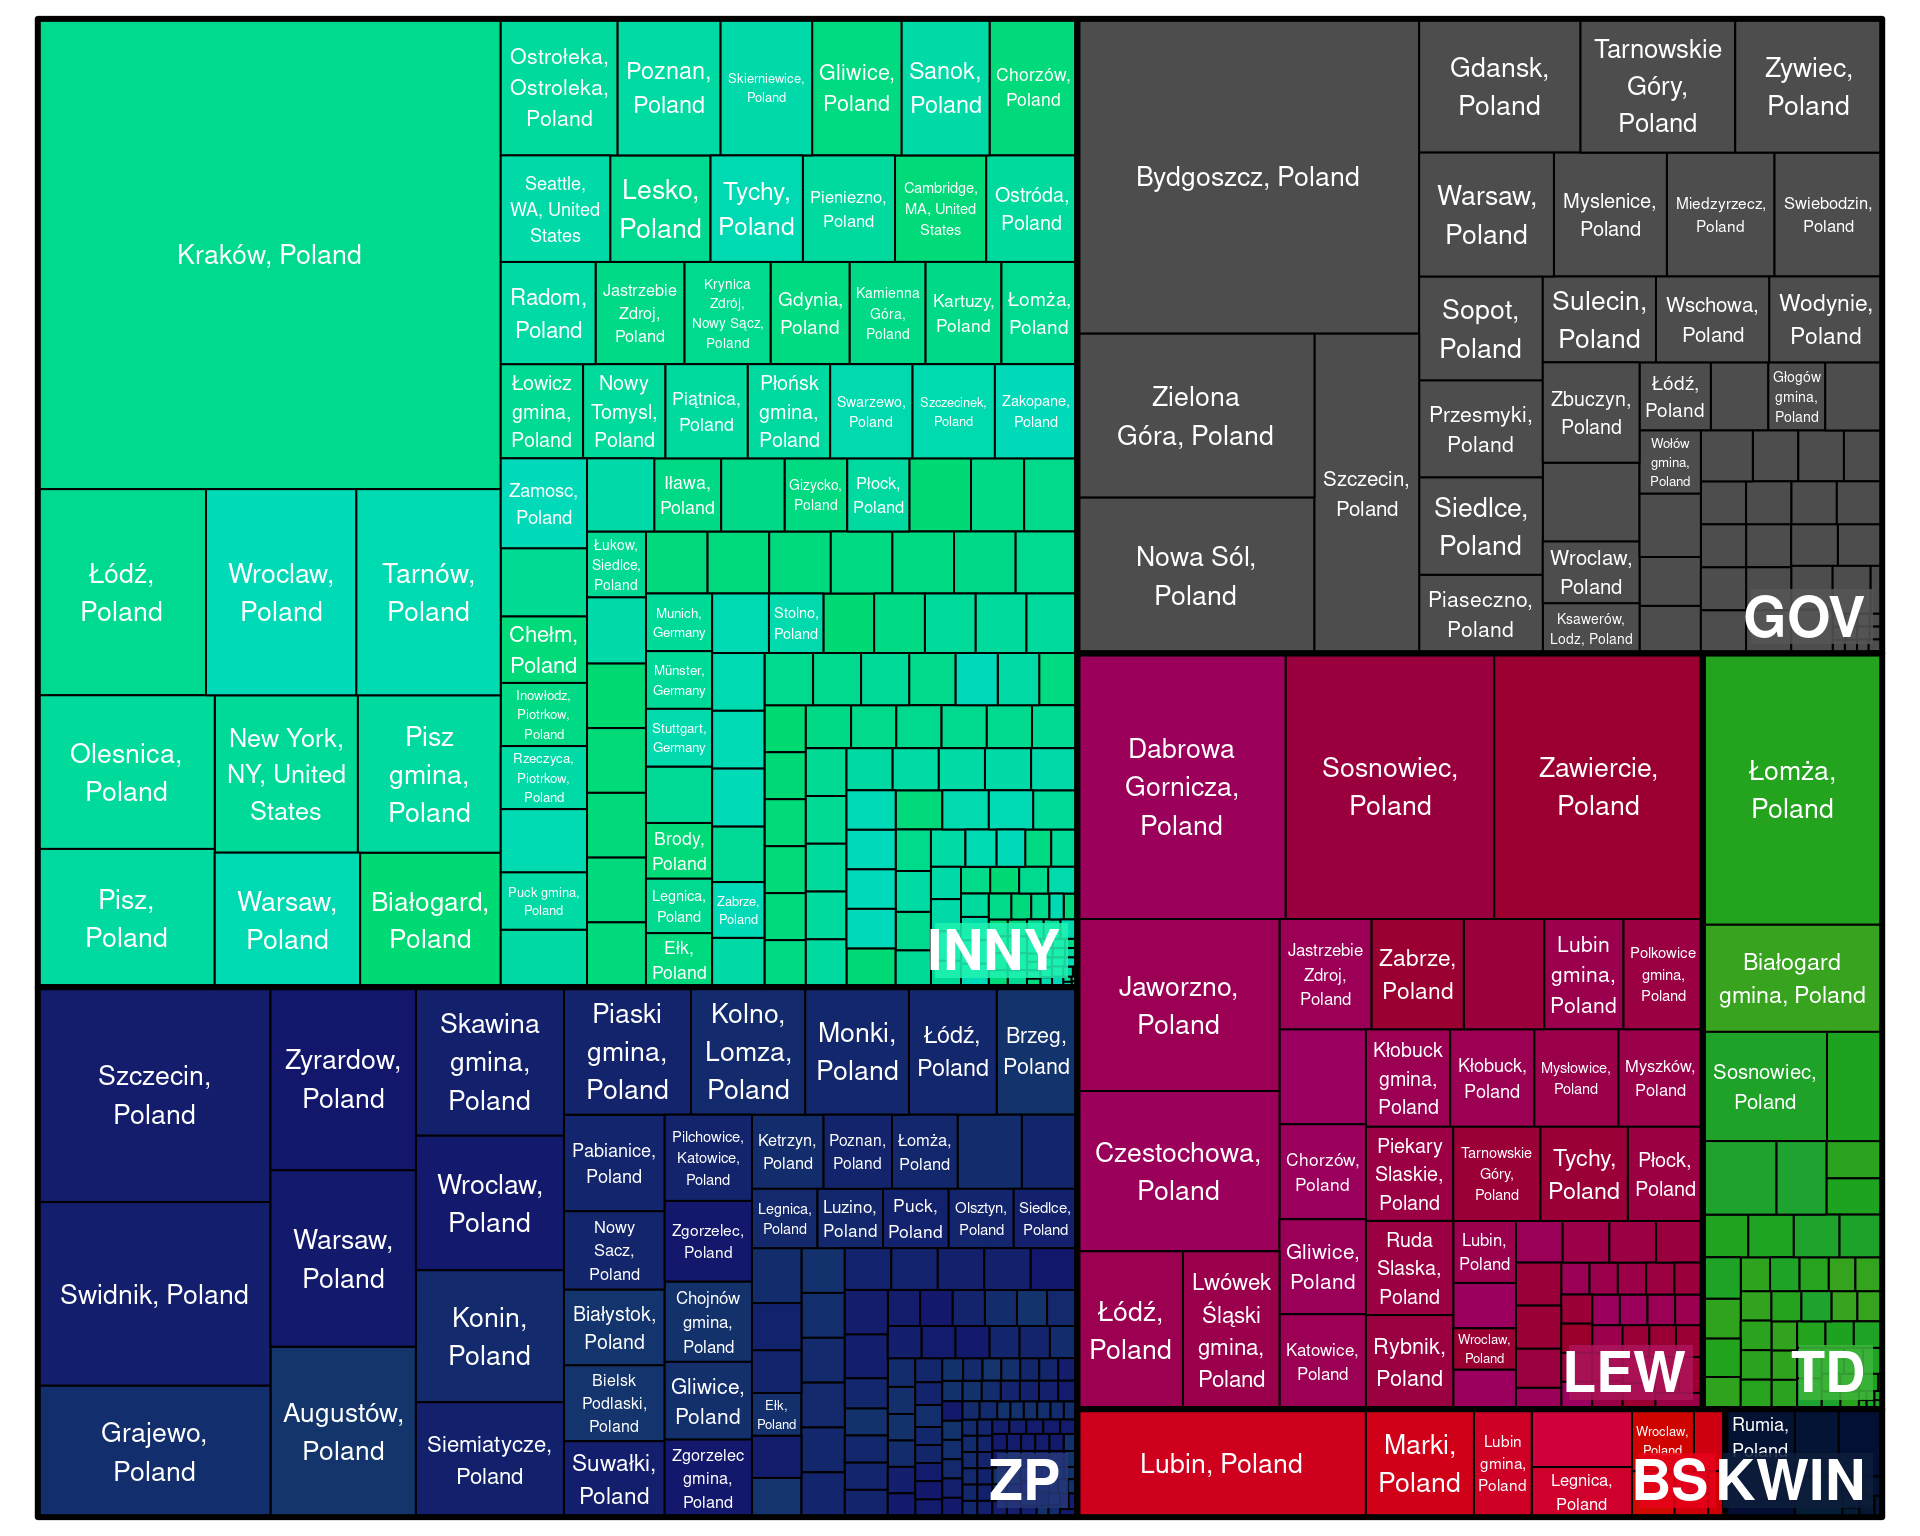 Kraków, Poland
Łódź,
Poland
Wroclaw,
Poland
Tarnów,
Poland
Olesnica,
Poland
New York,
NY, United
States
Pisz
gmina,
Poland
Pisz,
Poland
Warsaw,
Poland
Białogard,
Poland
Ostrołeka,
Ostroleka,
Poland
Poznan,
Poland
Skierniewice,
Poland
Gliwice,
Poland
Sanok,
Poland
Chorzów,
Poland
Seattle,
WA, United
States
Lesko,
Poland
Tychy,
Poland
Pieniezno,
Poland
Cambridge,
MA, United
States
Ostróda,
Poland
Radom,
Poland
Jastrzebie
Zdroj,
Poland
Krynica
Zdrój,
Nowy Sącz,
Poland
Gdynia,
Poland
Kamienna
Góra,
Poland
Kartuzy,
Poland
Łomża,
Poland
Łowicz
gmina,
Poland
Nowy
Tomysl,
Poland
Piątnica,
Poland
Płońsk
gmina,
Poland
Swarzewo,
Poland
Szczecinek,
Poland
Zakopane,
Poland
Zamosc,
Poland
Iława,
Poland
Gizycko,
Poland
Płock,
Poland
Łukow,
Siedlce,
Poland
Munich,
Germany
Stolno,
Poland
Chełm,
Poland
Münster,
Germany
Inowłodz,
Piotrkow,
Poland
Stuttgart,
Germany
Rzeczyca,
Piotrkow,
Poland
Brody,
Poland
Puck gmina,
Poland
Legnica,
Poland
Zabrze,
Poland
Ełk,
Poland
INNY
Bydgoszcz, Poland
Zielona
Góra, Poland
Nowa Sól,
Poland
Szczecin,
Poland
Gdansk,
Poland
Tarnowskie
Góry,
Poland
Zywiec,
Poland
Warsaw,
Poland
Myslenice,
Poland
Miedzyrzecz,
Poland
Swiebodzin,
Poland
Sopot,
Poland
Sulecin,
Poland
Wschowa,
Poland
Wodynie,
Poland
Przesmyki,
Poland
Zbuczyn,
Poland
Łódź,
Poland
Głogów
gmina,
Poland
Wołów
gmina,
Poland
Siedlce,
Poland
Wroclaw,
Poland
Piaseczno,
Poland
Ksawerów,
Lodz, Poland
GOV
Dabrowa
Gornicza,
Poland
Sosnowiec,
Poland
Zawiercie,
Poland
Jaworzno,
Poland
Czestochowa,
Poland
Łódź,
Poland
Lwówek
Śląski
gmina,
Poland
Jastrzebie
Zdroj,
Poland
Zabrze,
Poland
Lubin
gmina,
Poland
Polkowice
gmina,
Poland
Kłobuck
gmina,
Poland
Kłobuck,
Poland
Mysłowice,
Poland
Myszków,
Poland
Chorzów,
Poland
Piekary
Slaskie,
Poland
Tarnowskie
Góry,
Poland
Tychy,
Poland
Płock,
Poland
Gliwice,
Poland
Ruda
Slaska,
Poland
Lubin,
Poland
Katowice,
Poland
Rybnik,
Poland
Wroclaw,
Poland
LEW
Łomża,
Poland
Białogard
gmina, Poland
Sosnowiec,
Poland
TD
Szczecin,
Poland
Swidnik, Poland
Grajewo,
Poland
Zyrardow,
Poland
Warsaw,
Poland
Augustów,
Poland
Skawina
gmina,
Poland
Wroclaw,
Poland
Konin,
Poland
Siemiatycze,
Poland
Piaski
gmina,
Poland
Kolno,
Lomza,
Poland
Monki,
Poland
Łódź,
Poland
Brzeg,
Poland
Pabianice,
Poland
Pilchowice,
Katowice,
Poland
Ketrzyn,
Poland
Poznan,
Poland
Łomża,
Poland
Legnica,
Poland
Luzino,
Poland
Puck,
Poland
Olsztyn,
Poland
Siedlce,
Poland
Nowy
Sacz,
Poland
Zgorzelec,
Poland
Białystok,
Poland
Chojnów
gmina,
Poland
Bielsk
Podlaski,
Poland
Gliwice,
Poland
Ełk,
Poland
Suwałki,
Poland
Zgorzelec
gmina,
Poland
ZP
Lubin, Poland
Marki,
Poland
Lubin
gmina,
Poland
Legnica,
Poland
Wroclaw,
Poland
BS
Rumia,
Poland
KWIN